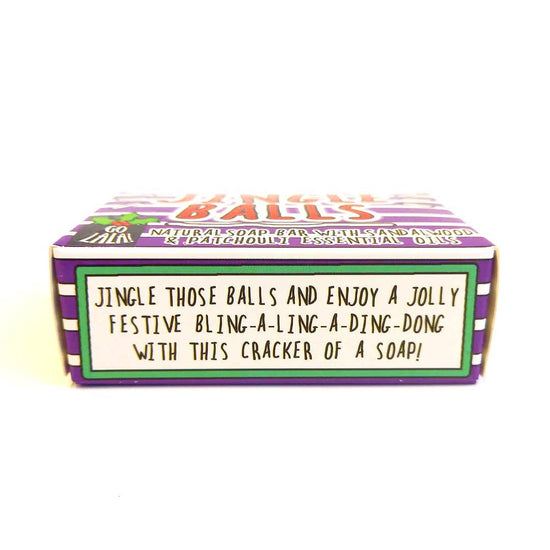 JINGLE
BALLS
GO
LALA!
NATURAL SOAP BAR WITH SANDALWOOD
& PATCHOULI ESSENTIAL OILS
JINGLE THOSE BALLS AND ENJOY A JOLLY
FESTIVE BLING-A-LING-A-DING-DONG
WITH THIS CRACKER OF A SOAP!